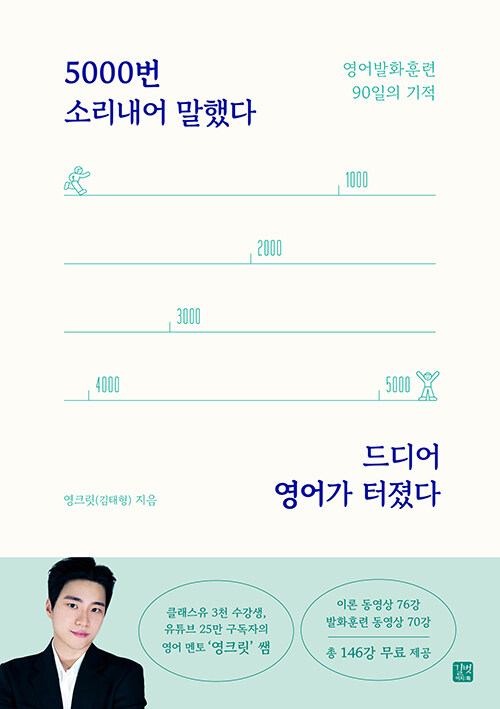 5000번
소리내어 말했다
영어발화훈련
90일의 기적
1000
2000
3000
4000
5000
드디어
영어가 터졌다
영크릿(김태형) 지음
클래스유 3천 수강생,
유튜브 25만 구독자의
영어 멘토 ‘영크릿’ 쌤
이론 동영상 76강
발화훈련 동영상 70강
총 146강 무료 제공
길벗
이지:톡